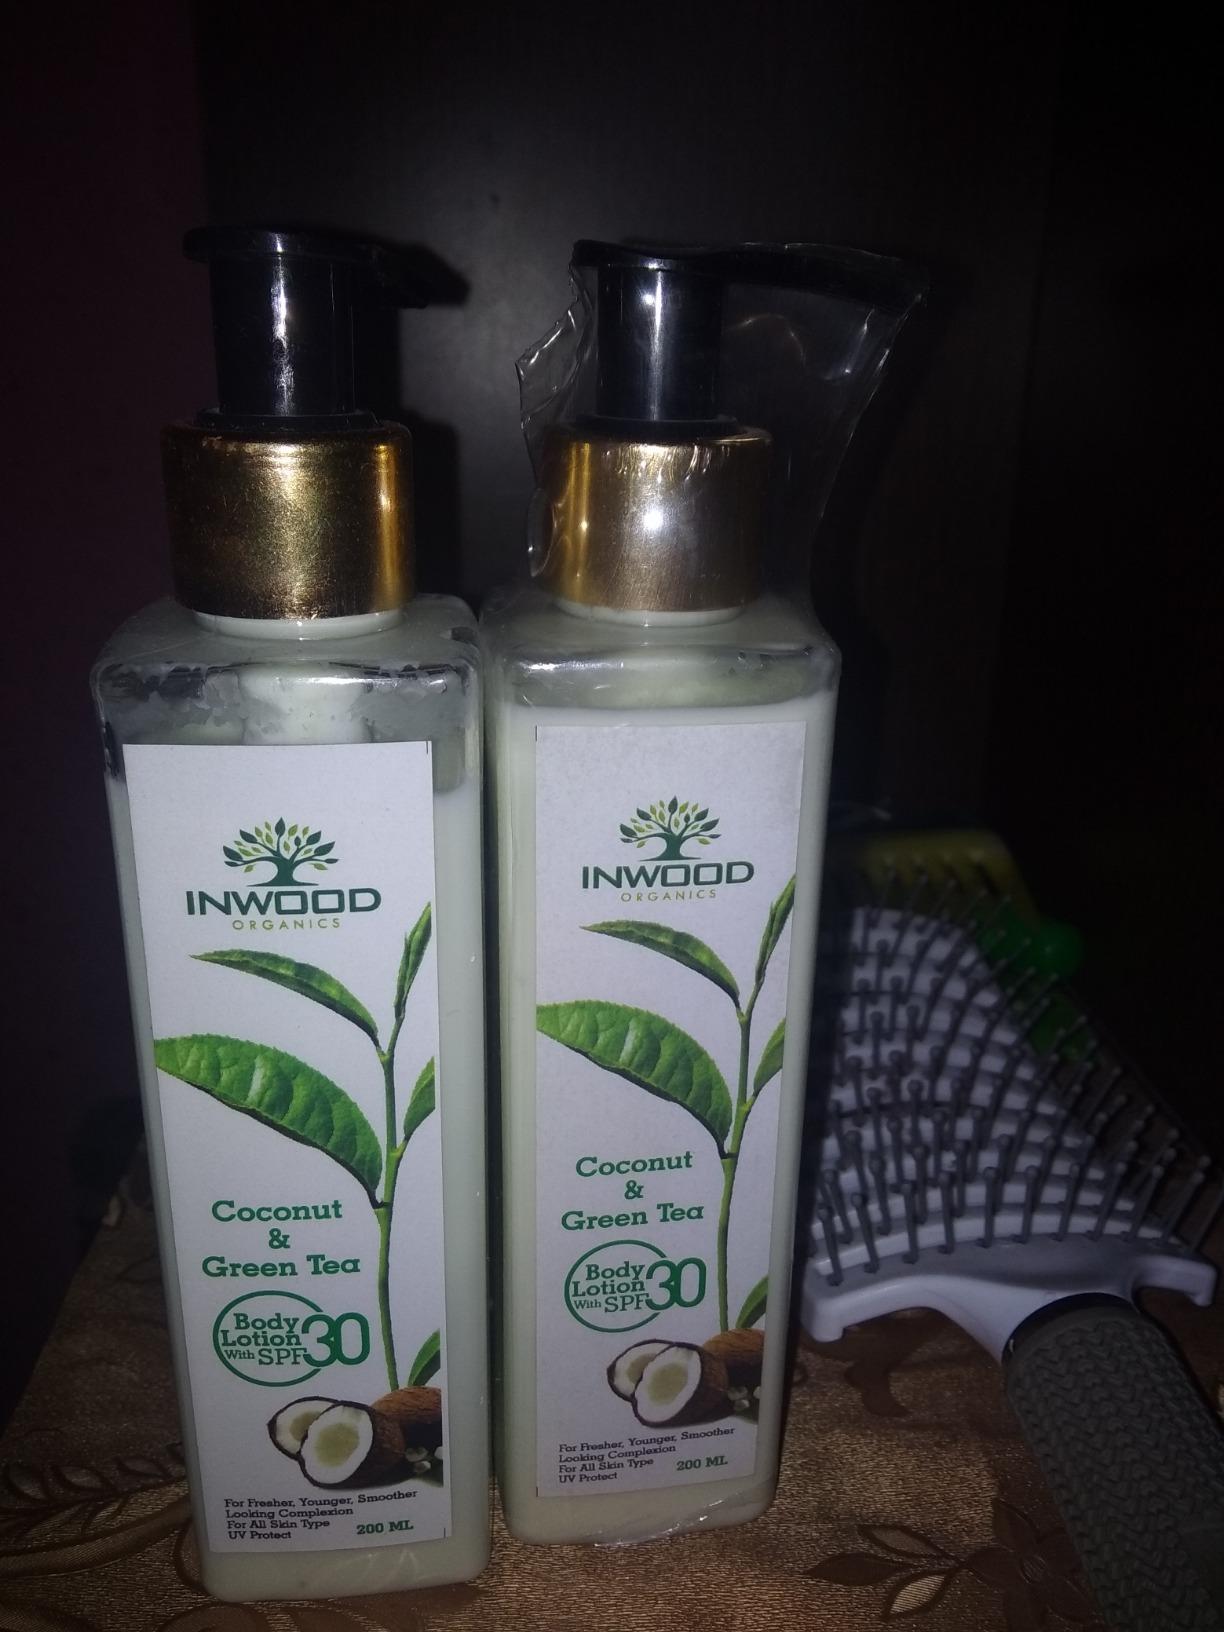 INWOOD
ORGANICS
Coconut
&
Green Tea
Body
Lotion
With SPF 30
For Fresher, Younger, Smoother
Looking Complexion
For All Skin Type
UV Protect
200 ML
INWOOD
ORGANICS
Coconut
&
Green Tea
Body
Lotion
With SPF 30
For Fresher, Younger, Smoother
Looking Complexion
For All Skin Type
UV Protect
200 ML